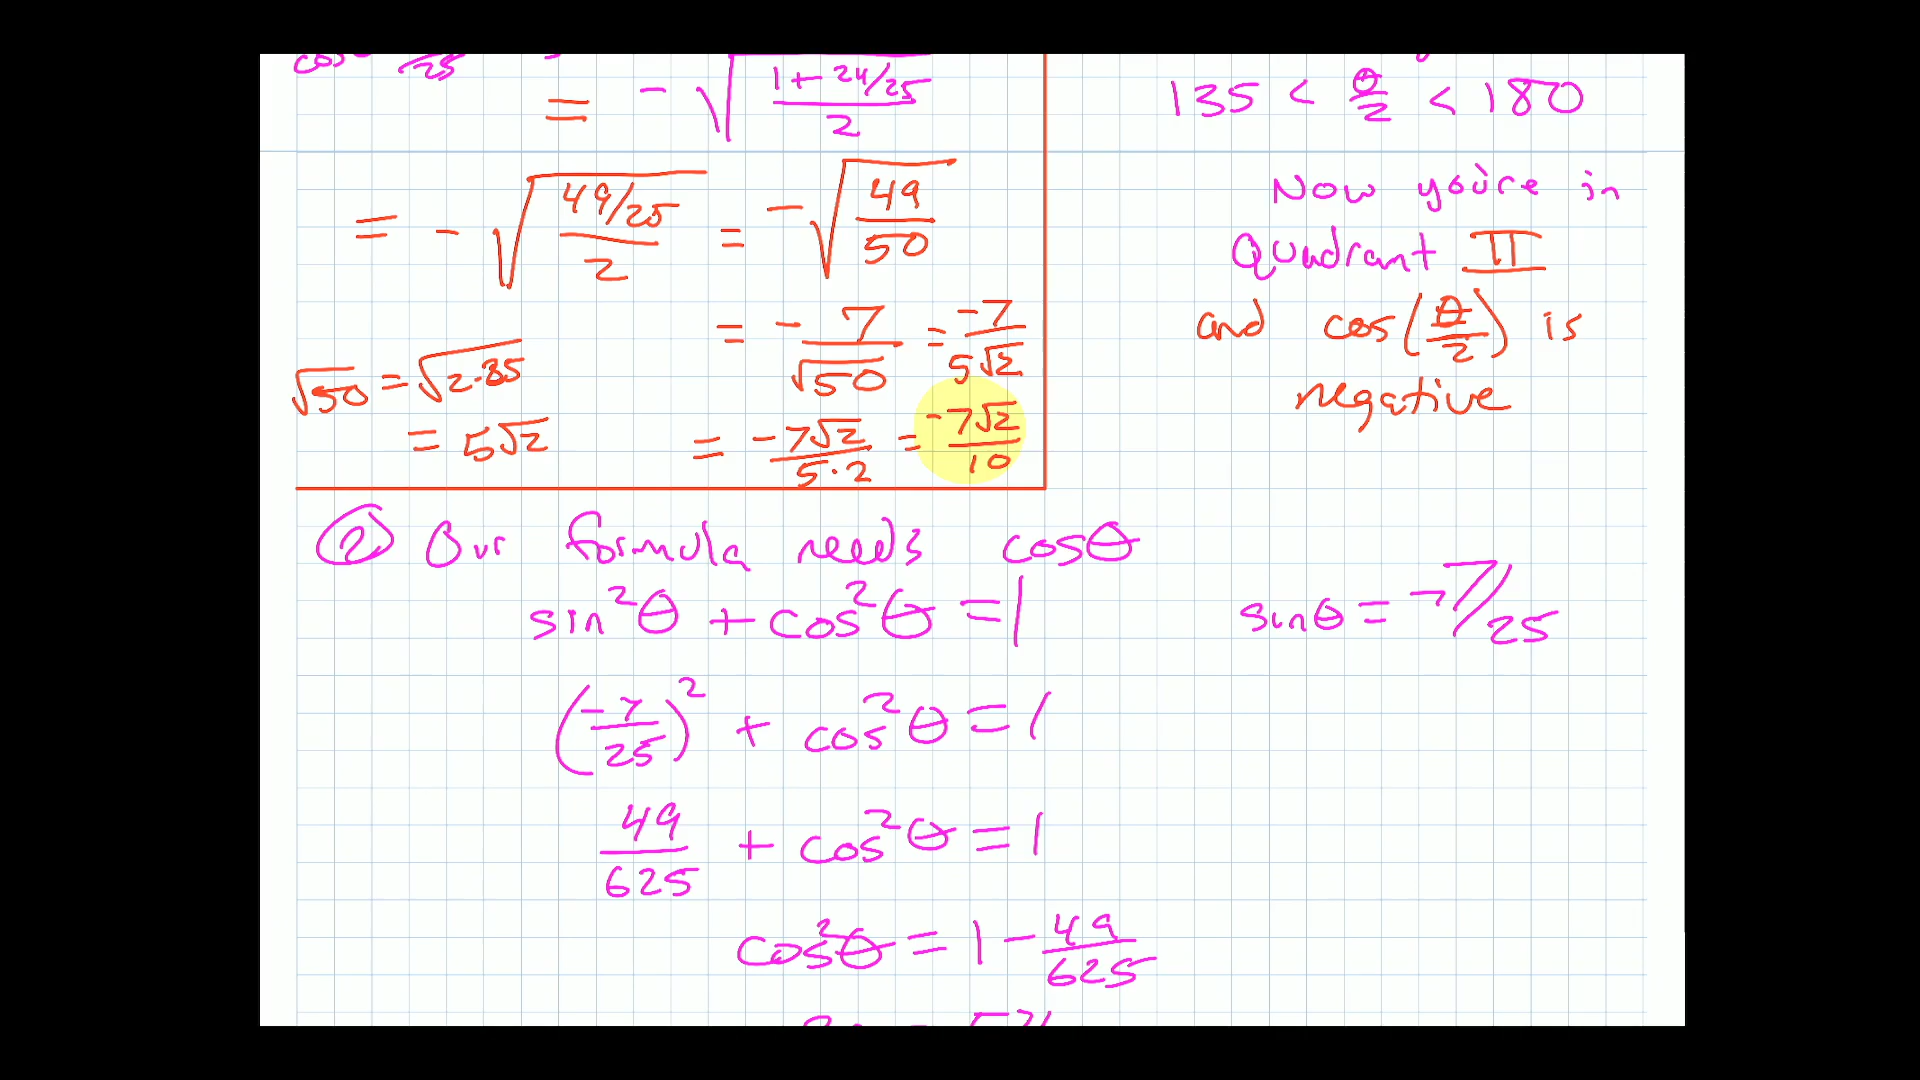 cosθ 24/25 = -√((1 + 24/25)/2)
= -√((49/25)/2) = -√(49/50)
= -7/√50 = -7/(5√2)
√50 = √(2·25)
= 5√2
= -7√2/(5·2) = -7√2/10
135 < θ/2 < 180
Now you're in
Quadrant II
and cos(θ/2) is
negative
② Our formula needs cosθ
sin²θ + cos²θ = 1
sinθ = -7/25
(-7/25)² + cos²θ = 1
49/625 + cos²θ = 1
cos²θ = 1 - 49/625